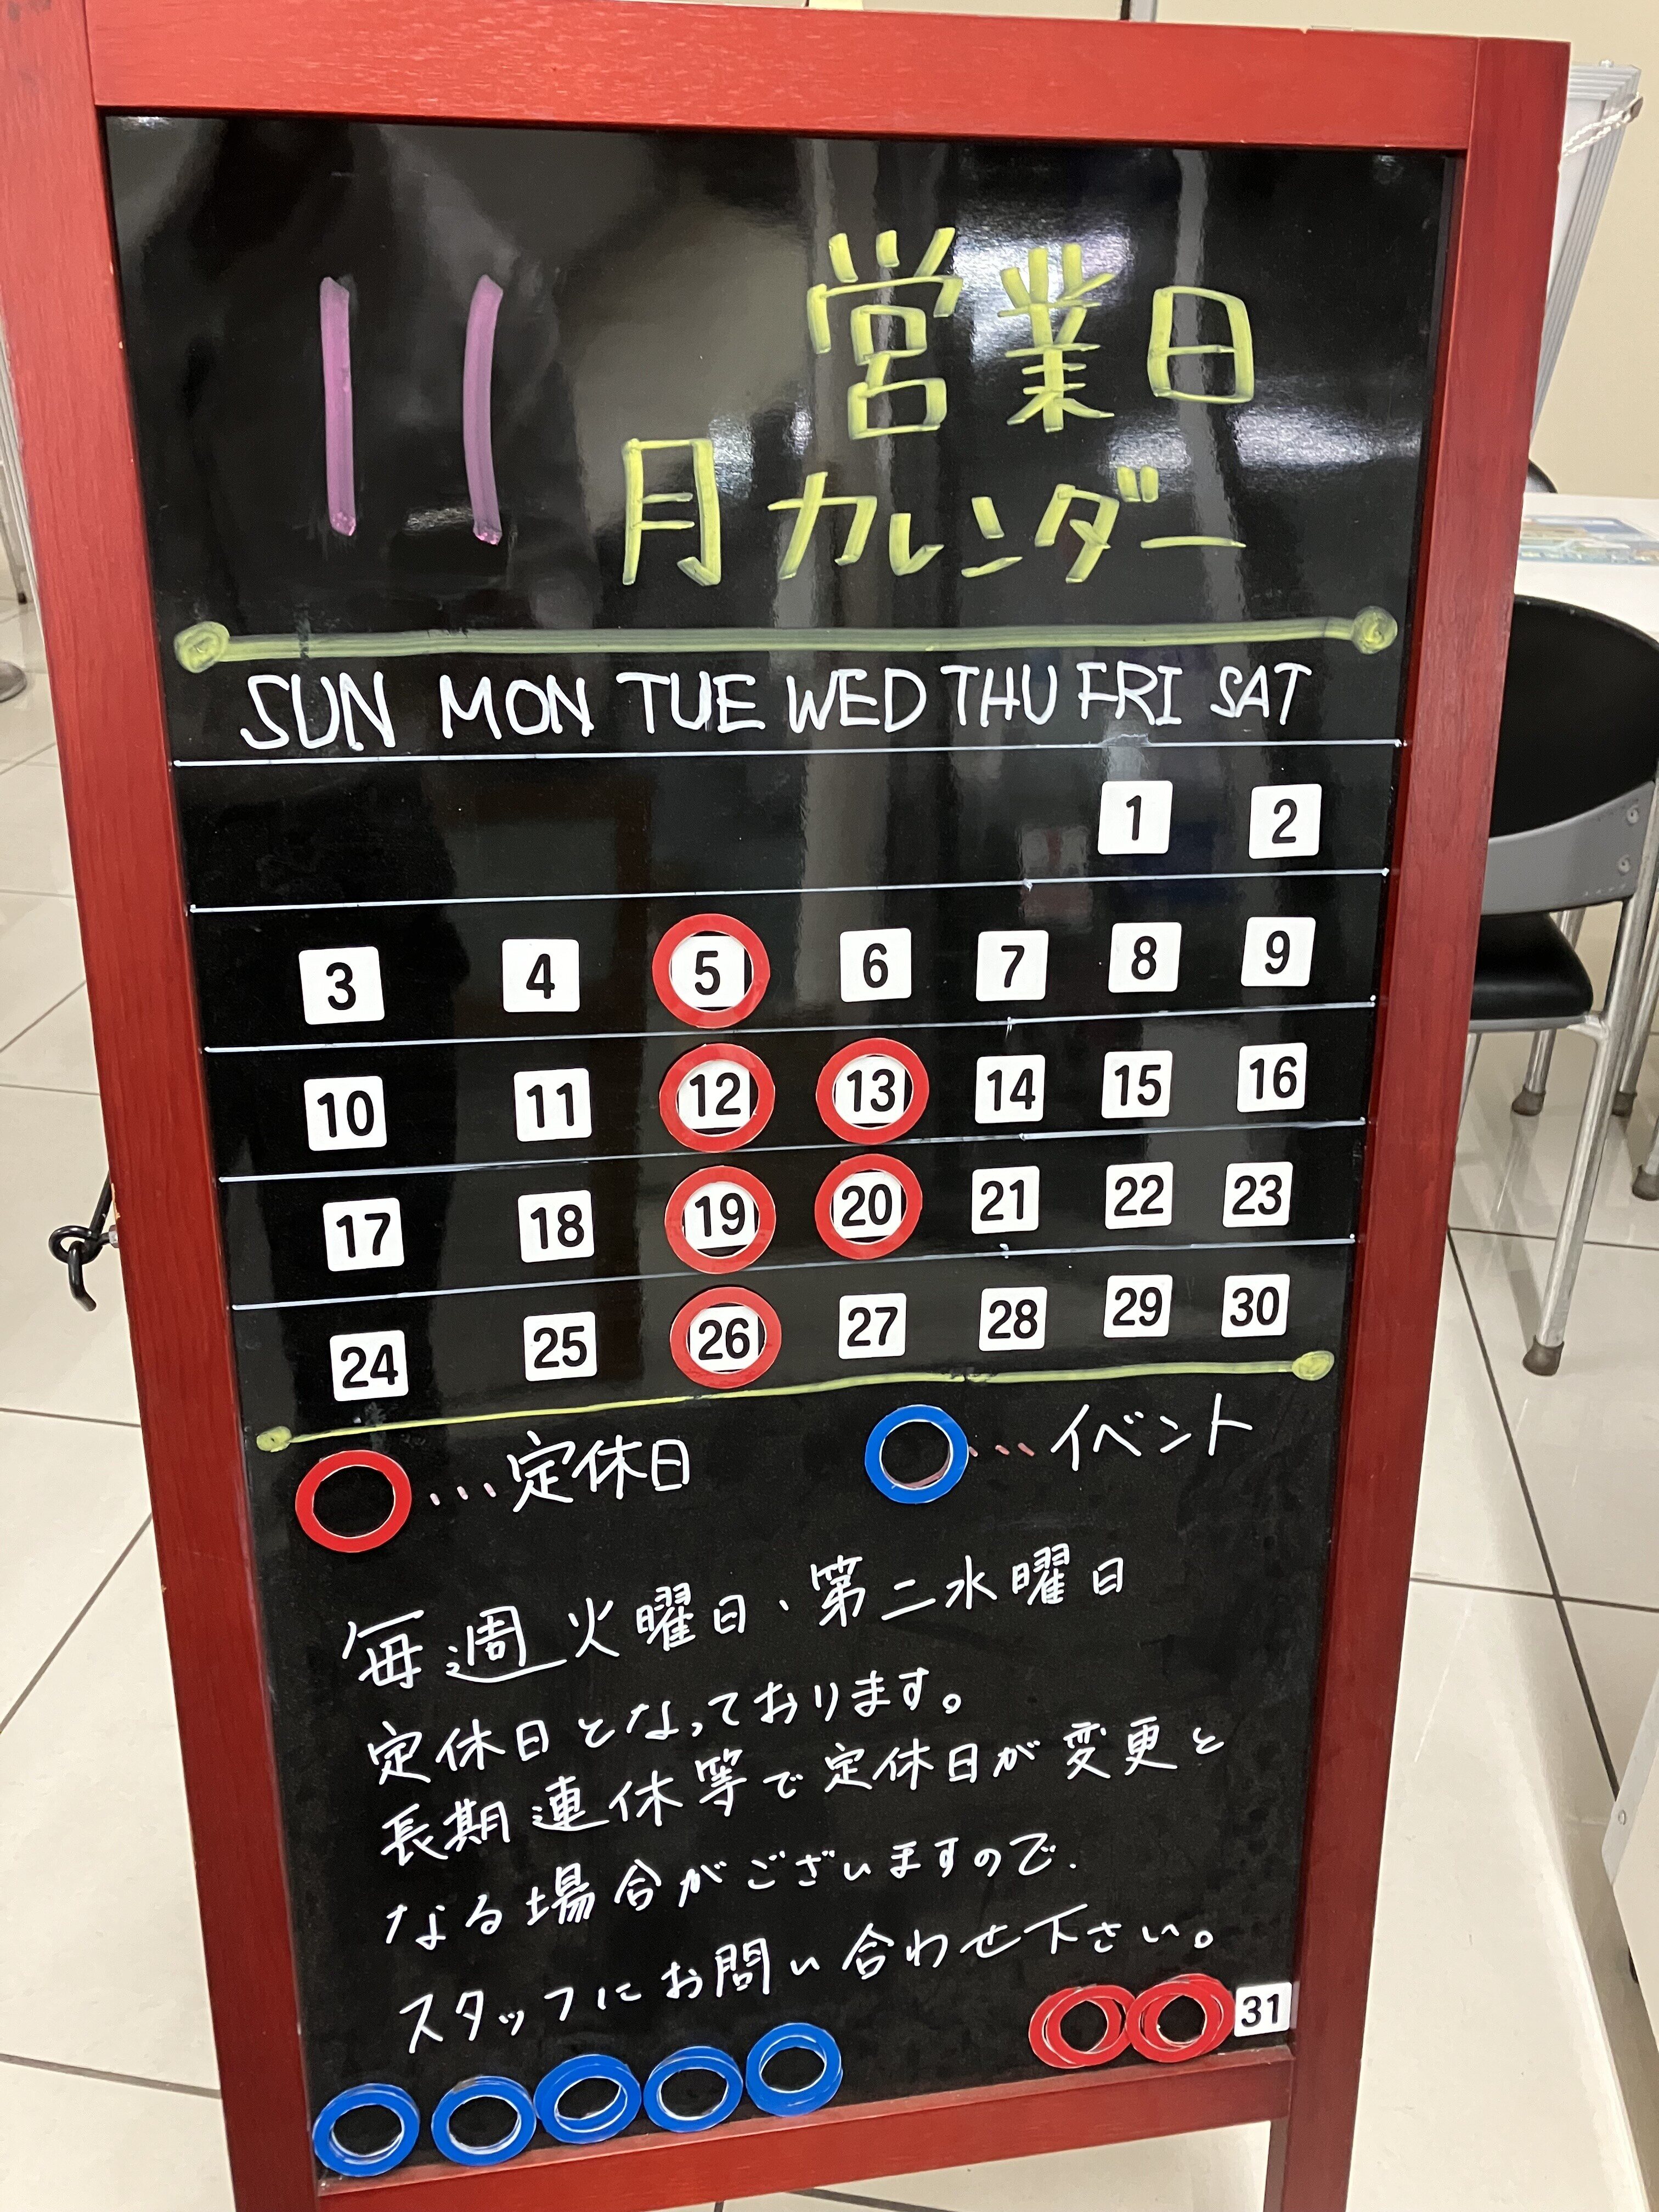 11 営業日
月カレンダー
SUN MON TUE WED THU FRI SAT
1 2
3 4 5 6 7 8 9
10 11 12 13 14 15 16
17 18 19 20 21 22 23
24 25 26 27 28 29 30
...定休日 ...イベント
毎週火曜日、第二水曜日
定休日となっております。
長期連休等で定休日が変更と
なる場合がございますので、
スタッフにお問い合わせ下さい。
31